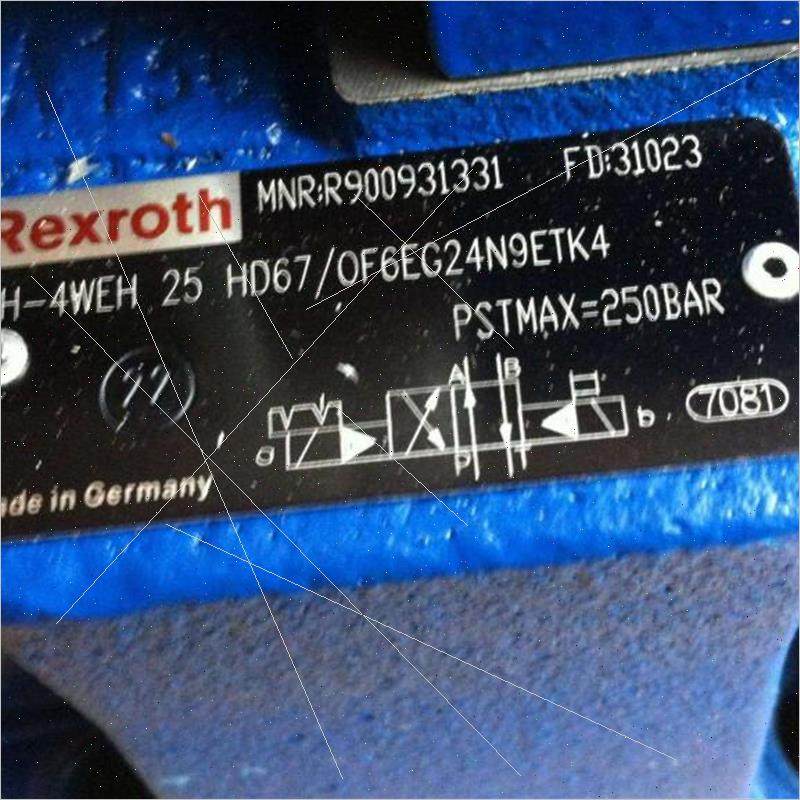 MNR:R900931331 FD:31023
Rexroth
H-4WEH 25 HD67/OF6EG24N9ETK4
PSTMAX=250BAR
A B
a b 7081
P T
ade in Germany